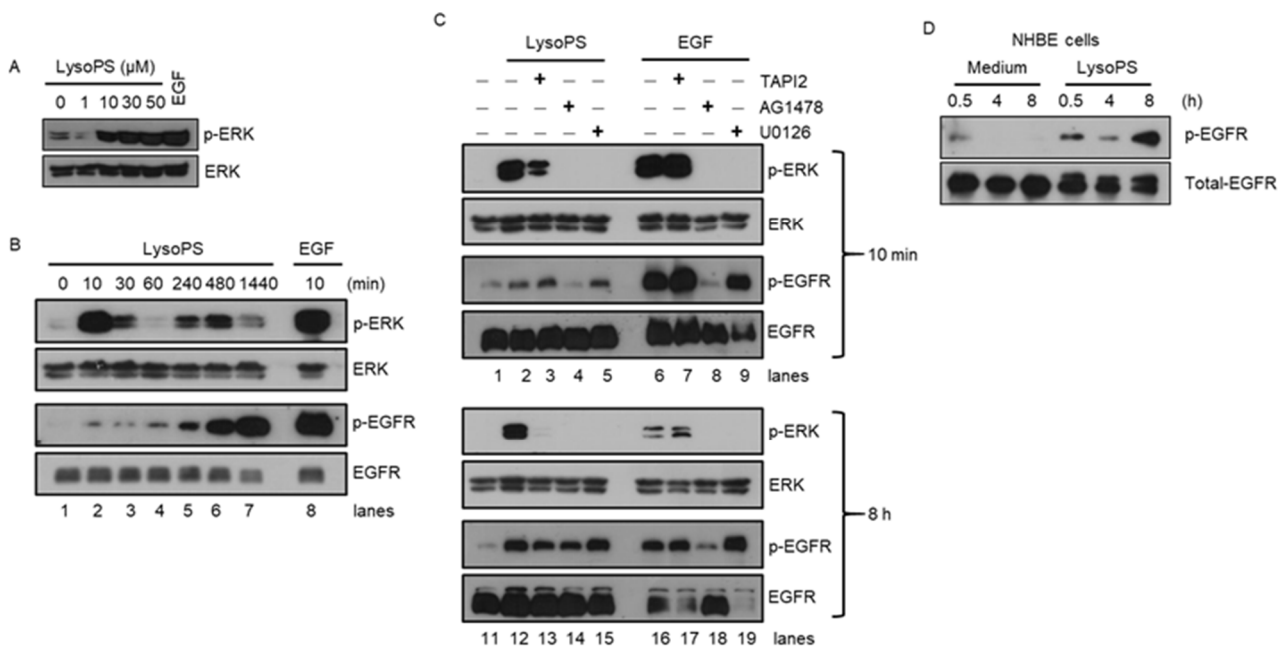 A
LysoPS (µM)
0 1 10 30 50 EGF
p-ERK
ERK
B
LysoPS EGF
0 10 30 60 240 480 1440 10 (min)
p-ERK
ERK
p-EGFR
EGFR
1 2 3 4 5 6 7 8 lanes
C
LysoPS EGF
– – + – – – + – – TAPI2
– – – + – – – + – AG1478
– – – – + – – – + U0126
p-ERK
ERK
p-EGFR
EGFR
10 min
1 2 3 4 5 6 7 8 9 lanes
p-ERK
ERK
p-EGFR
EGFR
8 h
11 12 13 14 15 16 17 18 19 lanes
D
NHBE cells
Medium LysoPS
0.5 4 8 0.5 4 8 (h)
p-EGFR
Total-EGFR